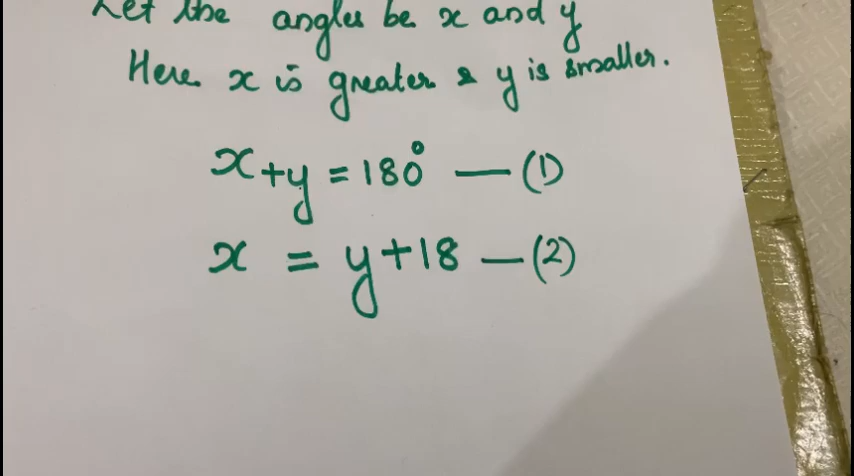 Let the angles be x and y
Here x is greater & y is smaller.
x+y = 180° — (1)
x = y+18 — (2)